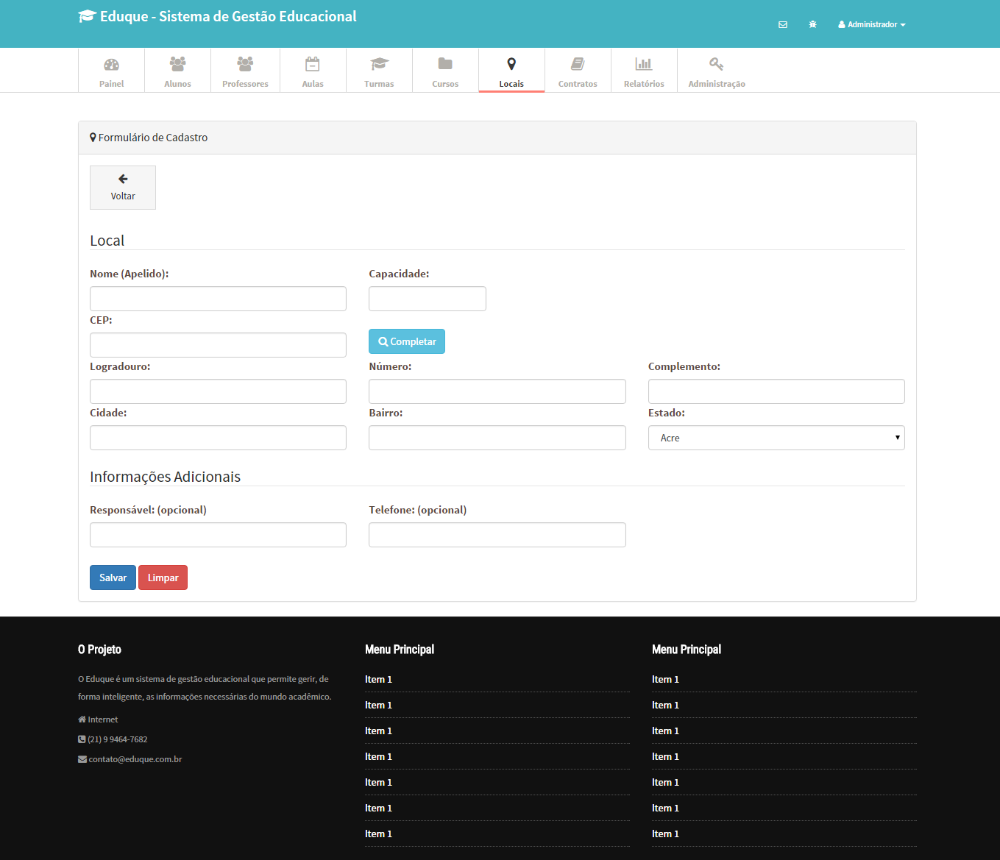 Eduque - Sistema de Gestão Educacional
Administrador
Painel Alunos Professores Aulas Turmas Cursos Locais Contratos Relatórios Administração
Formulário de Cadastro
Voltar
Local
Nome (Apelido): Capacidade:
CEP:
Completar
Logradouro: Número: Complemento:
Cidade: Bairro: Estado:
Acre
Informações Adicionais
Responsável: (opcional) Telefone: (opcional)
Salvar Limpar
O Projeto
O Eduque é um sistema de gestão educacional que permite gerir, de
forma inteligente, as informações necessárias do mundo acadêmico.
Internet
(21) 9 9464-7682
contato@eduque.com.br
Menu Principal
Item 1
Item 1
Item 1
Item 1
Item 1
Item 1
Item 1
Menu Principal
Item 1
Item 1
Item 1
Item 1
Item 1
Item 1
Item 1